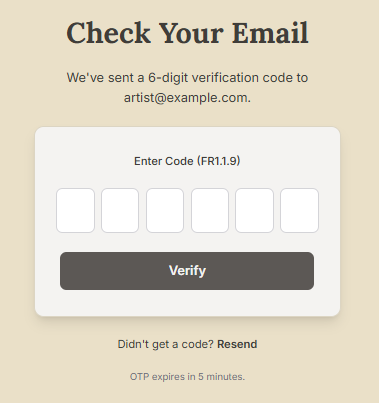 Check Your Email
We've sent a 6-digit verification code to
artist@example.com.
Enter Code (FR1.1.9)
Verify
Didn't get a code? Resend
OTP expires in 5 minutes.